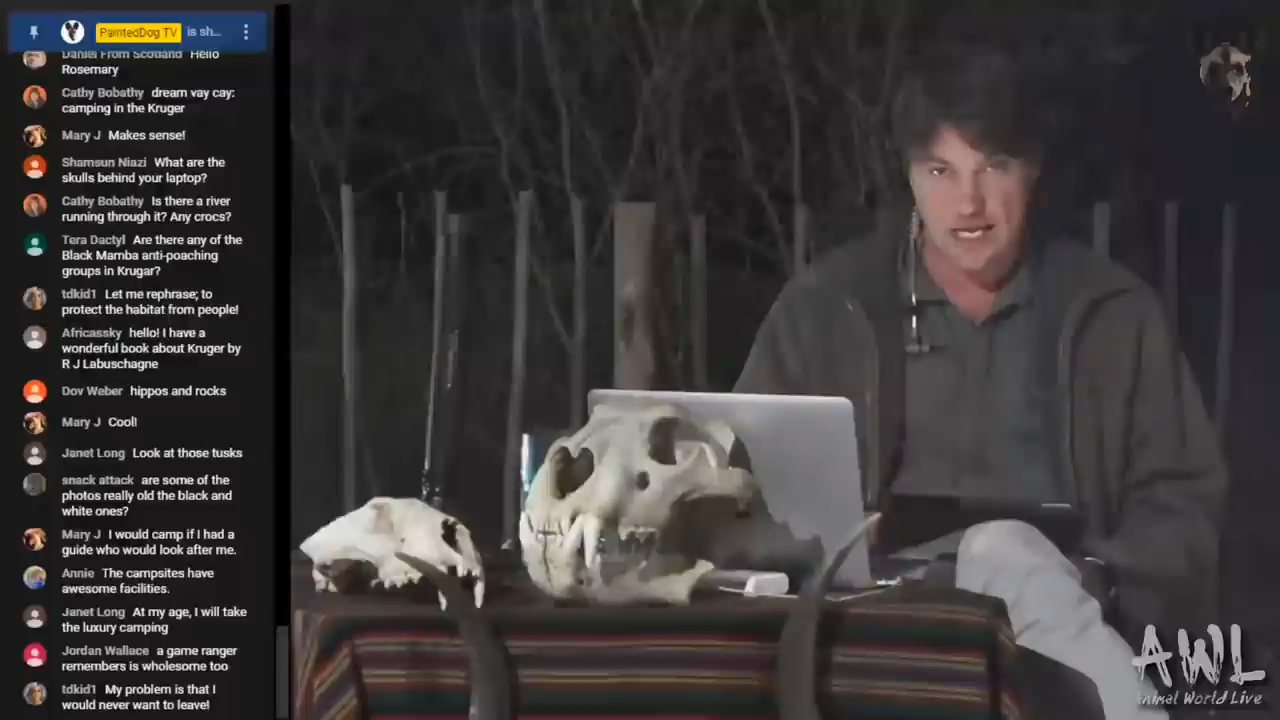 PaintedDog TV is sh...
Daniel From Scotland Hello
Rosemary
Cathy Bobathy dream vay cay:
camping in the Kruger
Mary J Makes sense!
Shamsun Niazi What are the
skulls behind your laptop?
Cathy Bobathy Is there a river
running through it? Any crocs?
Tera Dactyl Are there any of the
Black Mamba anti-poaching
groups in Krugar?
tdkid1 Let me rephrase; to
protect the habitat from people!
Africassky hello! I have a
wonderful book about Kruger by
R J Labuschagne
Dov Weber hippos and rocks
Mary J Cool!
Janet Long Look at those tusks
snack attack are some of the
photos really old the black and
white ones?
Mary J I would camp if I had a
guide who would look after me.
Annie The campsites have
awesome facilities.
Janet Long At my age, I will take
the luxury camping
Jordan Wallace a game ranger
remembers is wholesome too
tdkid1 My problem is that I
would never want to leave!
AWL
Animal World Live